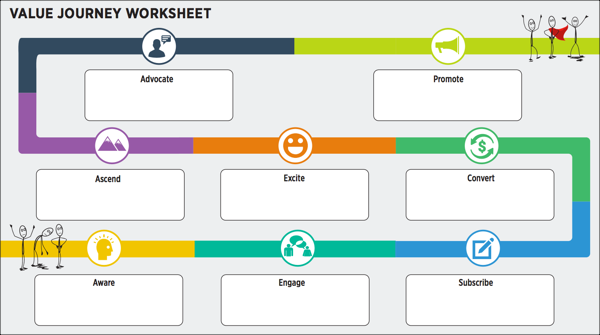 VALUE JOURNEY WORKSHEET
Advocate
Promote
Ascend
Excite
Convert
$
Aware
Engage
Subscribe